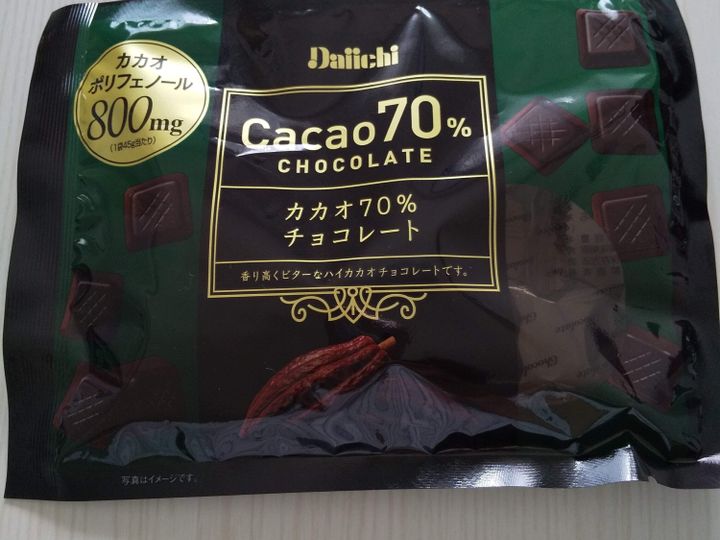 Daiichi
カカオ
ポリフェノール
800mg
(1袋45g当たり)
Cacao70%
CHOCOLATE
カカオ70%
チョコレート
香り高くビターなハイカカオチョコレートです。
Chocolate
写真はイメージです。